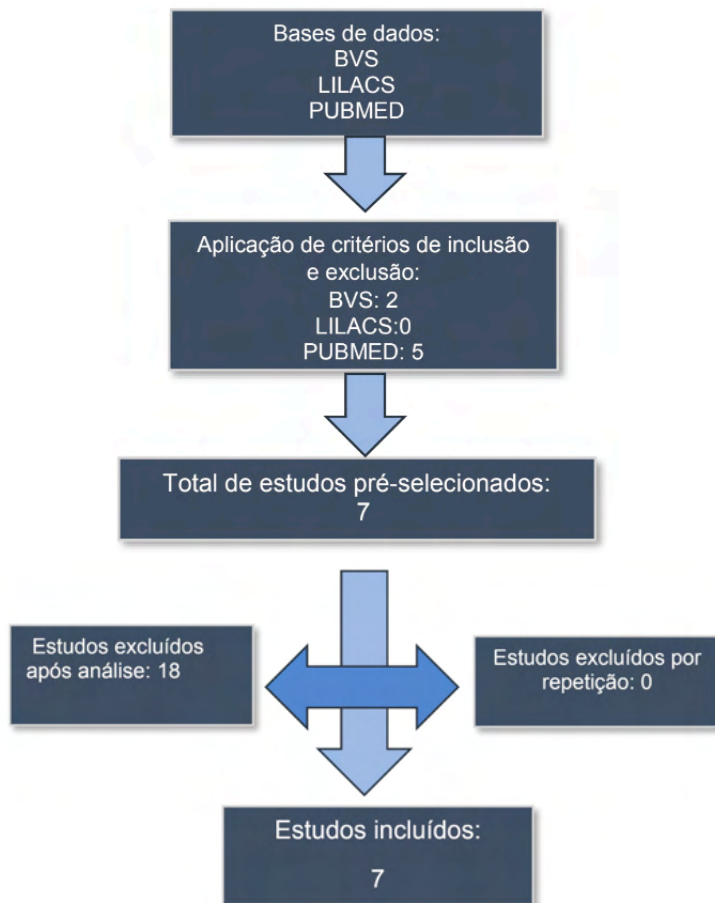 Bases de dados:
BVS
LILACS
PUBMED
Aplicação de critérios de inclusão
e exclusão:
BVS: 2
LILACS:0
PUBMED: 5
Total de estudos pré-selecionados:
7
Estudos excluídos
após análise: 18
Estudos excluídos por
repetição: 0
Estudos incluídos:
7